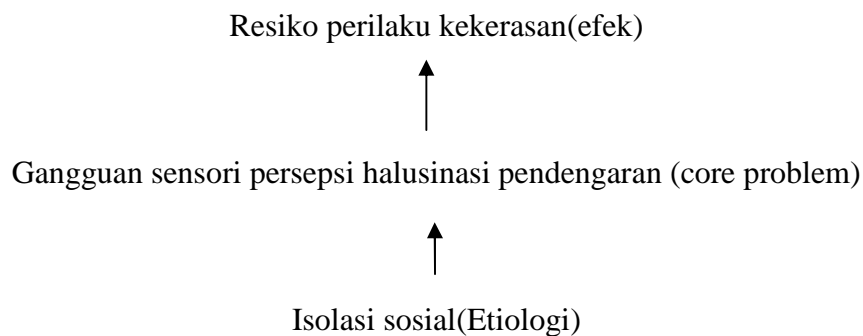 Resiko perilaku kekerasan(efek)
Gangguan sensori persepsi halusinasi pendengaran (core problem)
Isolasi sosial(Etiologi)